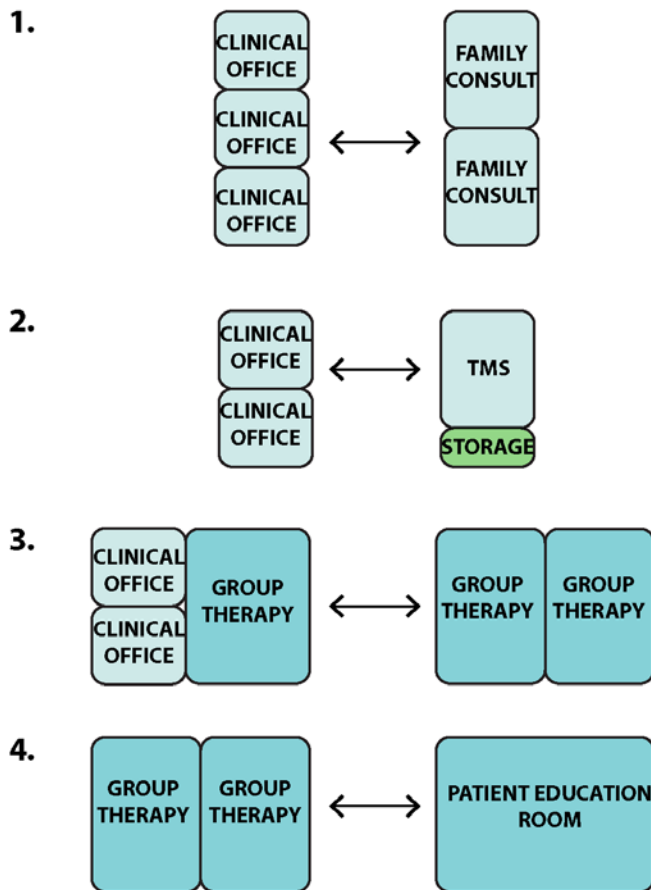 1.
CLINICAL
OFFICE
CLINICAL
OFFICE
CLINICAL
OFFICE
FAMILY
CONSULT
FAMILY
CONSULT
2.
CLINICAL
OFFICE
CLINICAL
OFFICE
TMS
STORAGE
3.
CLINICAL
OFFICE
CLINICAL
OFFICE
GROUP
THERAPY
GROUP
THERAPY
GROUP
THERAPY
4.
GROUP
THERAPY
GROUP
THERAPY
PATIENT EDUCATION
ROOM